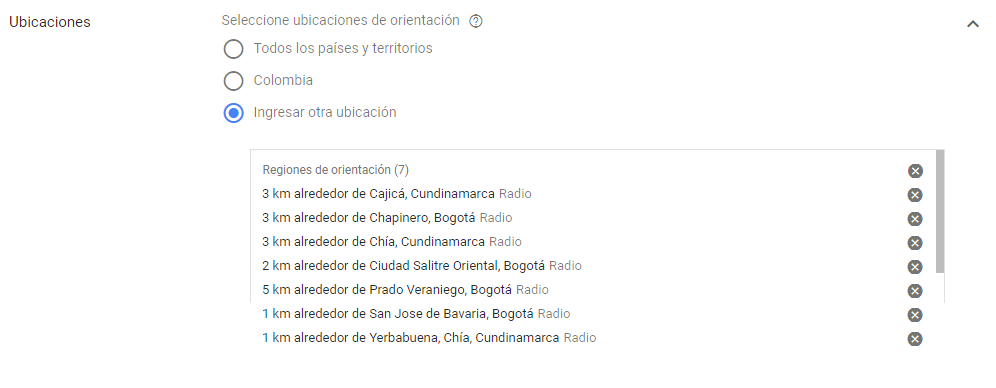 Ubicaciones
Seleccione ubicaciones de orientación
Todos los países y territorios
Colombia
Ingresar otra ubicación
Regiones de orientación (7)
3 km alrededor de Cajicá, Cundinamarca Radio
3 km alrededor de Chapinero, Bogotá Radio
3 km alrededor de Chía, Cundinamarca Radio
2 km alrededor de Ciudad Salitre Oriental, Bogotá Radio
5 km alrededor de Prado Veraniego, Bogotá Radio
1 km alrededor de San Jose de Bavaria, Bogotá Radio
1 km alrededor de Yerbabuena, Chía, Cundinamarca Radio